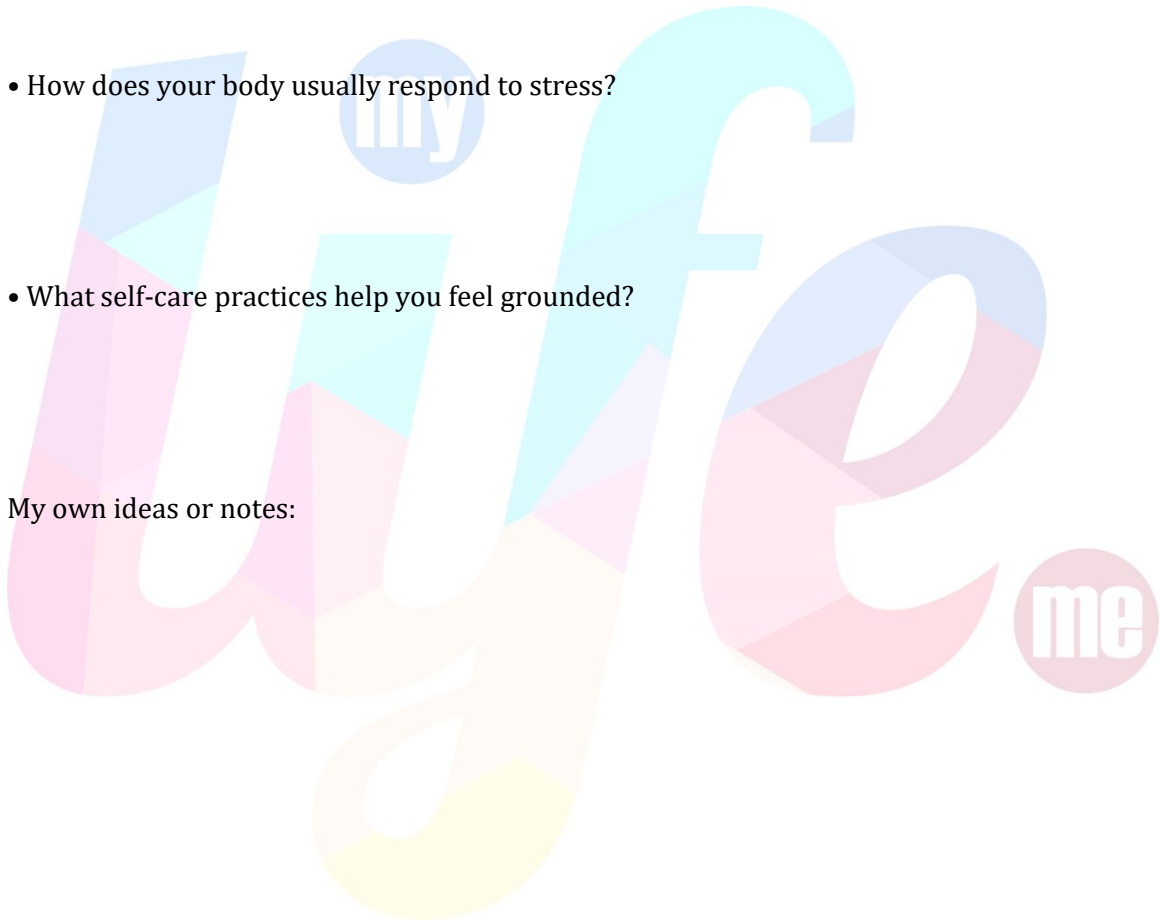 • How does your body usually respond to stress?
my
• What self-care practices help you feel grounded?
life.
My own ideas or notes:
me